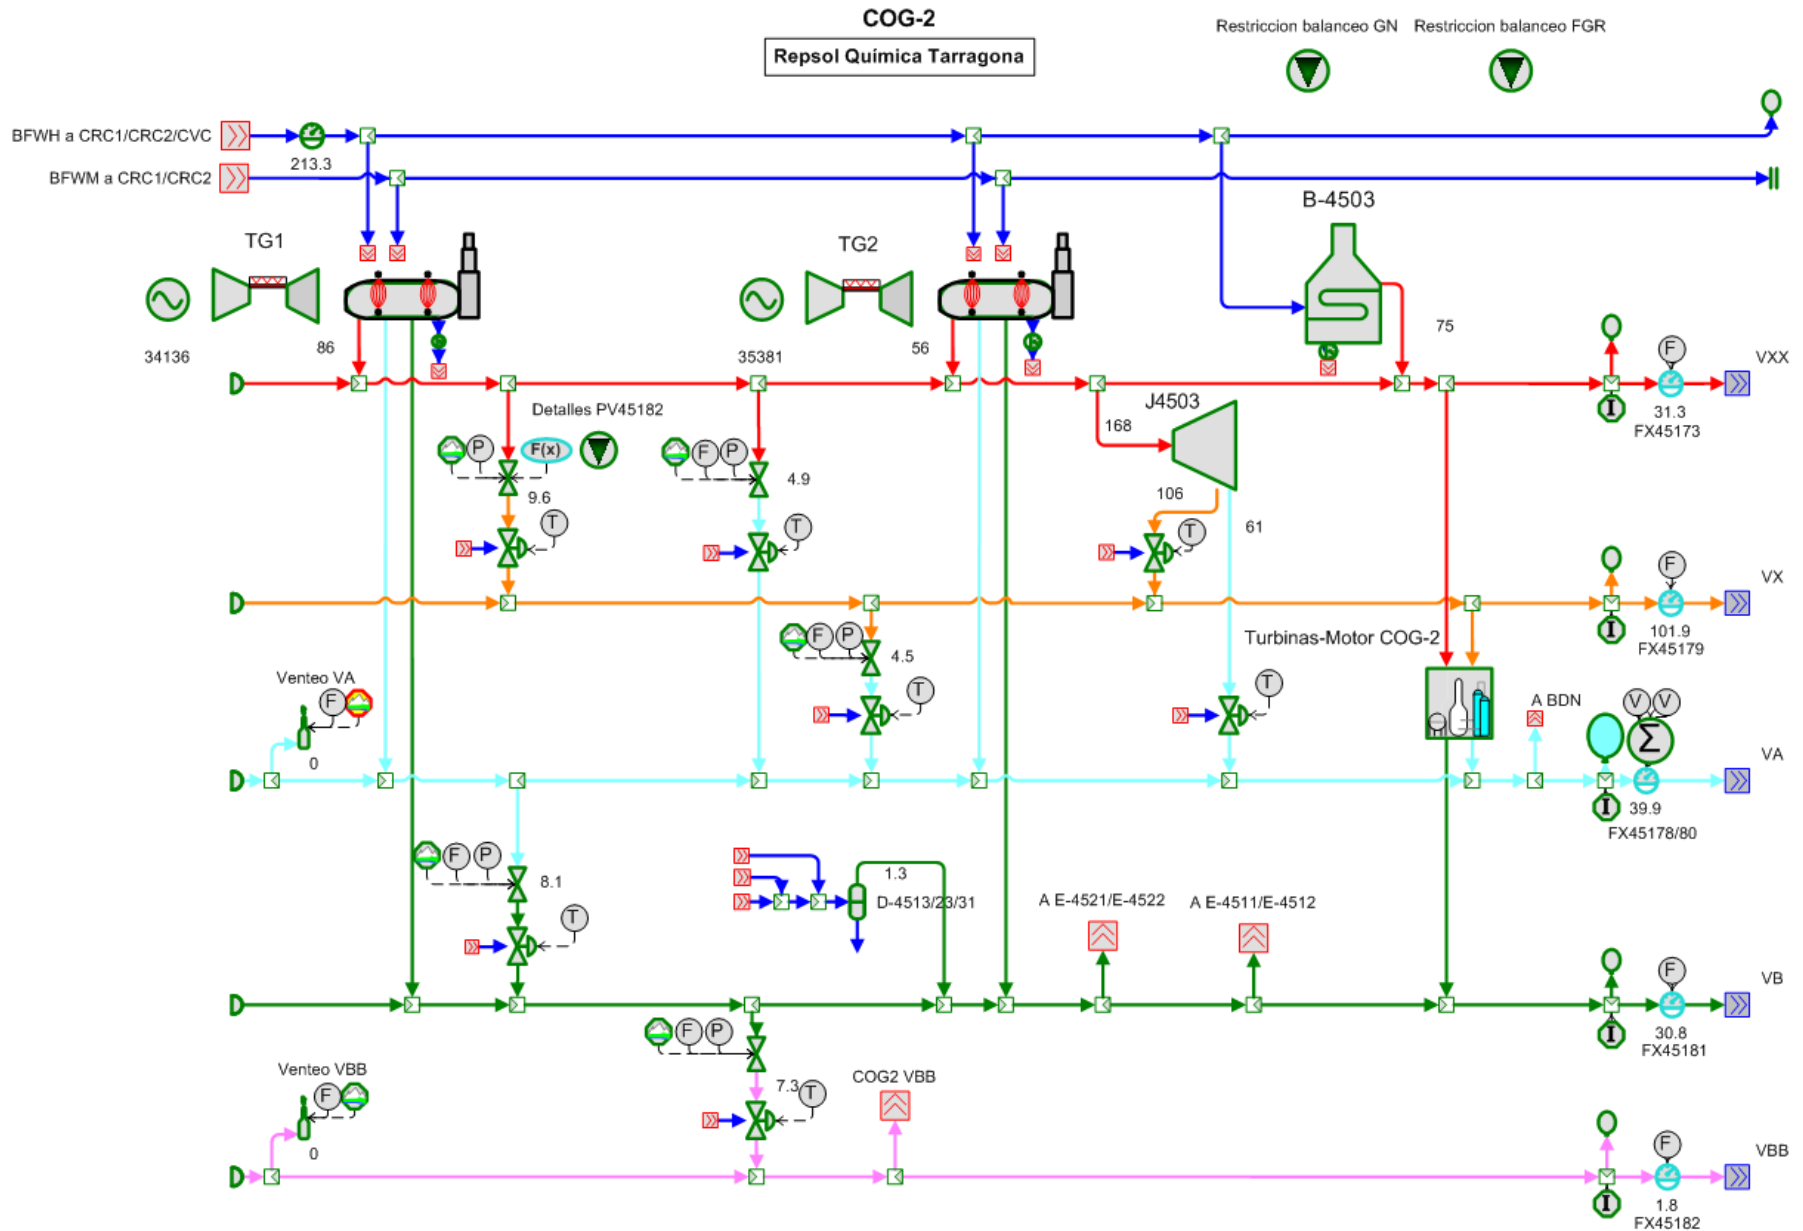 COG-2
Repsol Química Tarragona
Restriccion balanceo GN
Restriccion balanceo FGR
BFWH a CRC1/CRC2/CVC
213.3
BFWM a CRC1/CRC2
B-4503
TG1
TG2
34136
86
35381
56
75
VXX
F
31.3
FX45173
Detalles PV45182
P
F(x)
9.6
T
F
P
4.9
T
J4503
168
106
61
T
VX
F
101.9
FX45179
I
I
F
P
4.5
T
T
Turbinas-Motor COG-2
Venteo VA
F
0
A BDN
V
V
Σ
VA
I
39.9
FX45178/80
F
P
8.1
T
1.3
D-4513/23/31
A E-4521/E-4522
A E-4511/E-4512
VB
F
I
30.8
FX45181
F
P
7.3
T
Venteo VBB
F
0
COG2 VBB
VBB
F
I
1.8
FX45182